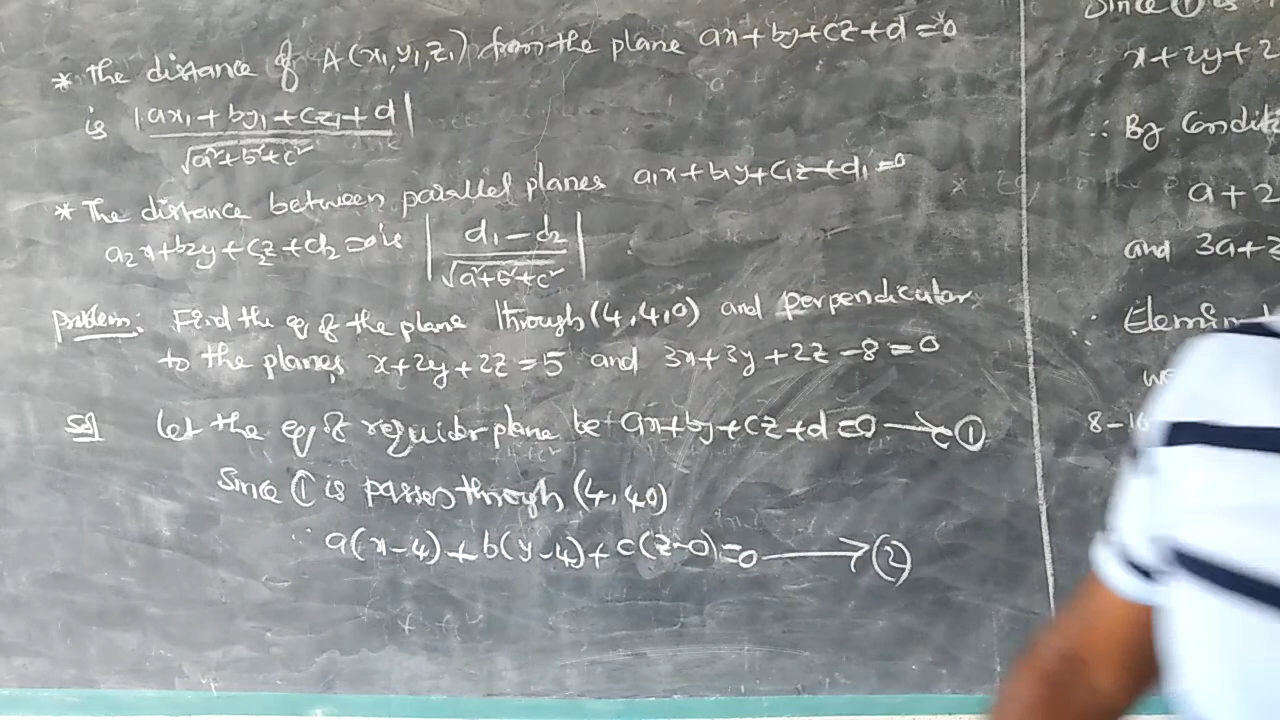 * The distance of A(x₁,y₁,z₁) from the plane ax+by+cz+d=0
is |ax₁+by₁+cz₁+d|
√a²+b²+c²
* The distance between parallel planes a₁x+b₁y+c₁z+d₁=0
a₂x+b₂y+c₂z+d₂=0 is | d₁-d₂ |
√a²+b²+c²
Problem: Find the eq of the plane through (4,4,0) and perpendicular
to the planes x+2y+2z=5 and 3x+3y+2z-8=0
Sol Let the eq of requider plane be ax+by+cz+d=0 → ①
Since ① is passes through (4,4,0)
∴ a(x-4)+b(y-4)+c(z-0)=0 → ②
Since ① is
x+2y+2
∴ By Condit
a+2
and 3a+3
∴ Elemin
we
8-16